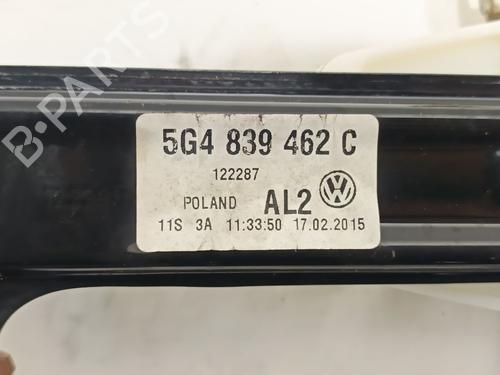 B-PARTS
5G4 839 462 C
122287
POLAND AL2
11S 3A 11:33:50 17.02.2015